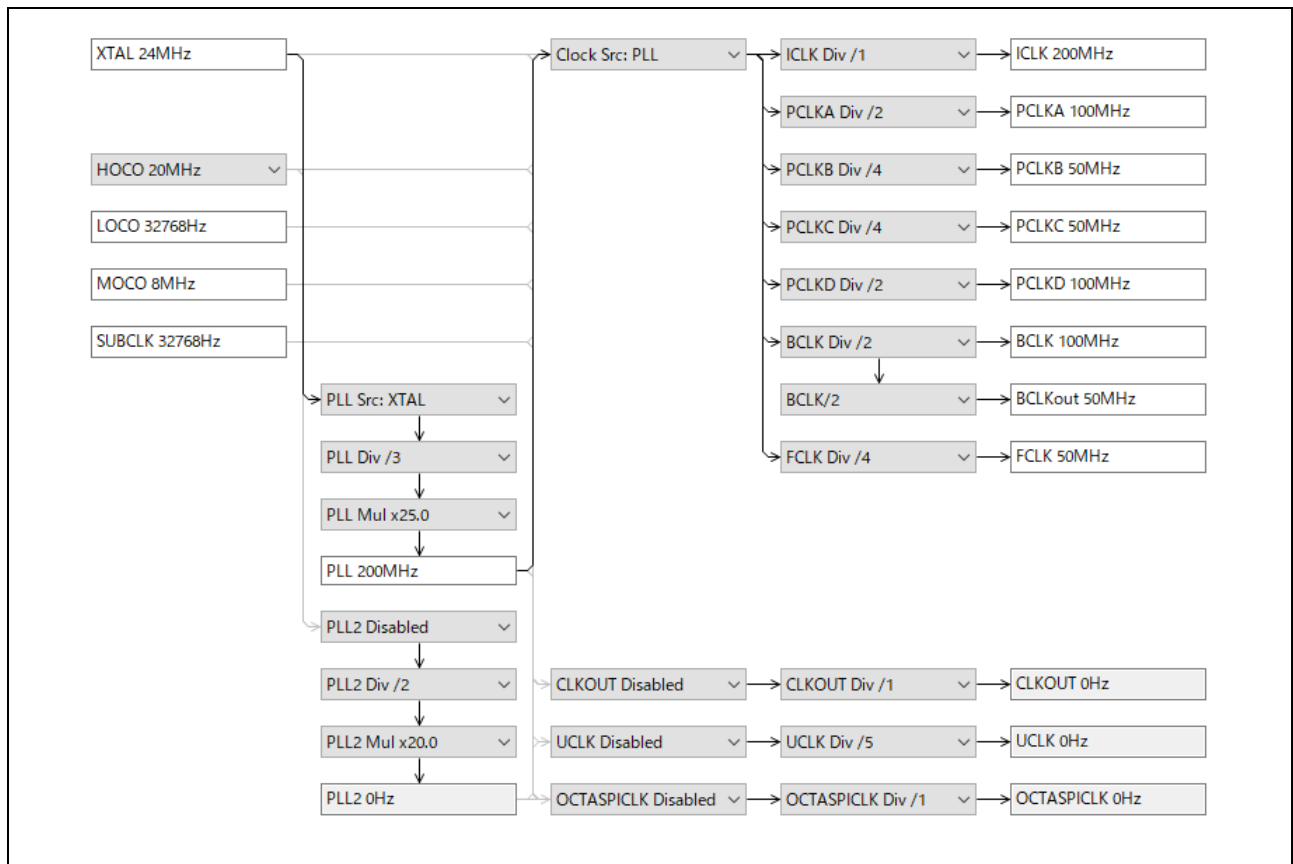 XTAL 24MHz
Clock Src: PLL
ICLK Div /1
ICLK 200MHz
PCLKA Div /2
PCLKA 100MHz
HOCO 20MHz
PCLKB Div /4
PCLKB 50MHz
LOCO 32768Hz
PCLKC Div /4
PCLKC 50MHz
MOCO 8MHz
PCLKD Div /2
PCLKD 100MHz
SUBCLK 32768Hz
BCLK Div /2
BCLK 100MHz
PLL Src: XTAL
BCLK/2
BCLKout 50MHz
PLL Div /3
FCLK Div /4
FCLK 50MHz
PLL Mul x25.0
PLL 200MHz
PLL2 Disabled
PLL2 Div /2
CLKOUT Disabled
CLKOUT Div /1
CLKOUT 0Hz
PLL2 Mul x20.0
UCLK Disabled
UCLK Div /5
UCLK 0Hz
PLL2 0Hz
OCTASPICLK Disabled
OCTASPICLK Div /1
OCTASPICLK 0Hz